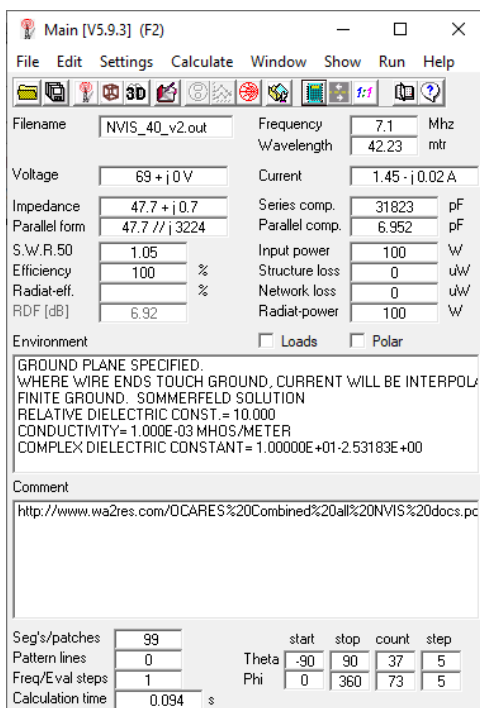 Main [V5.9.3] (F2)
File Edit Settings Calculate Window Show Run Help
3D 1:1
Filename NVIS_40_v2.out Frequency 7.1 Mhz
Wavelength 42.23 mtr
Voltage 69 + j 0 V Current 1.45 - j 0.02 A
Impedance 47.7 + j 0.7 Series comp. 31823 pF
Parallel form 47.7 // j 3224 Parallel comp. 6.952 pF
S.W.R.50 1.05 Input power 100 W
Efficiency 100 % Structure loss 0 uW
Radiat-eff. % Network loss 0 uW
RDF [dB] 6.92 Radiat-power 100 W
Environment Loads Polar
GROUND PLANE SPECIFIED.
WHERE WIRE ENDS TOUCH GROUND, CURRENT WILL BE INTERPOLA
FINITE GROUND. SOMMERFELD SOLUTION
RELATIVE DIELECTRIC CONST.= 10.000
CONDUCTIVITY= 1.000E-03 MHOS/METER
COMPLEX DIELECTRIC CONSTANT= 1.00000E+01-2.53183E+00
Comment
http://www.wa2res.com/OCARES%20Combined%20all%20NVIS%20docs.pc
Seg's/patches 99 start stop count step
Pattern lines 0 Theta -90 90 37 5
Freq/Eval steps 1 Phi 0 360 73 5
Calculation time 0.094 s